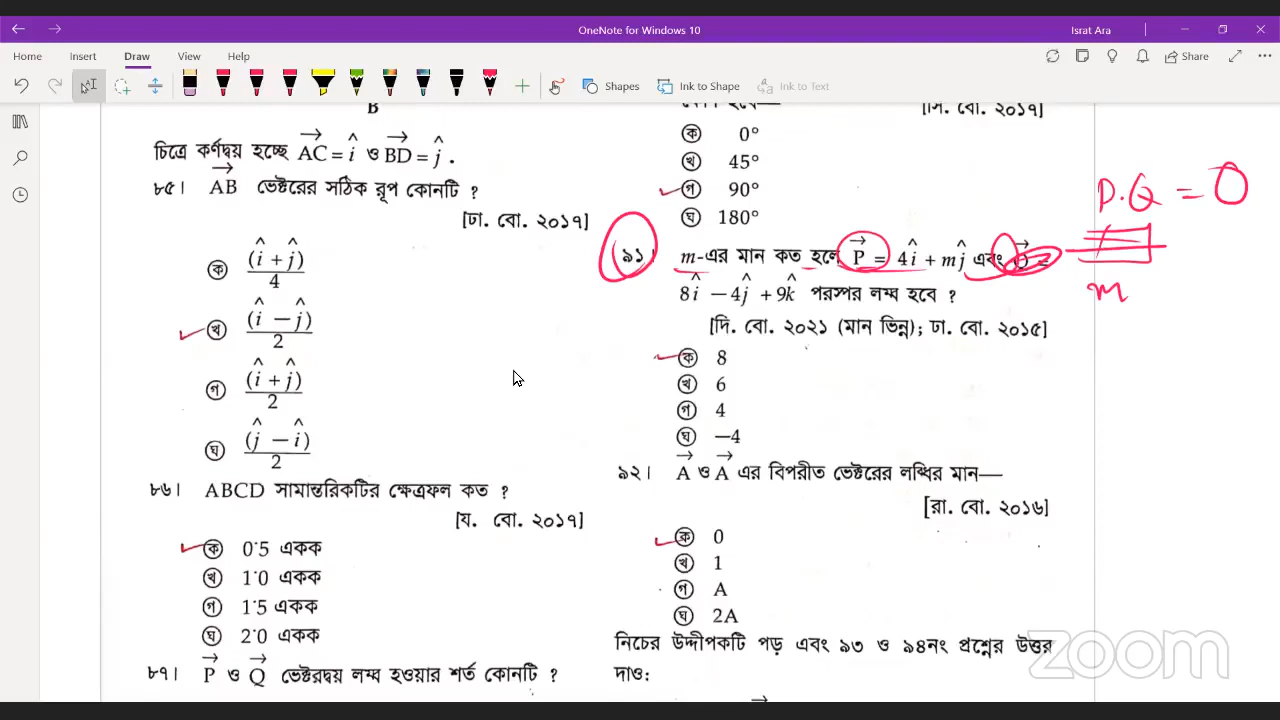 OneNote for Windows 10
Israt Ara
Home Insert Draw View Help
Share
Shapes Ink to Shape Ink to Text
B
চিত্রে কর্ণদ্বয় হচ্ছে AC = i ও BD = j .
৮৫। AB ভেক্টরের সঠিক রূপ কোনটি ?
[ঢা. বো. ২০১৭]
ক (i + j)/4
খ (i − j)/2
গ (i + j)/2
ঘ (j − i)/2
৮৬। ABCD সামান্তরিকটির ক্ষেত্রফল কত ?
[য. বো. ২০১৭]
ক 0·5 একক
খ 1·0 একক
গ 1·5 একক
ঘ 2·0 একক
৮৭। P ও Q ভেক্টরদ্বয় লম্ব হওয়ার শর্ত কোনটি ?
হবে—
[সি. বো. ২০১৭]
ক 0°
খ 45°
গ 90°
ঘ 180°
৯১। m-এর মান কত হলে P = 4i + mj এবং =
8i − 4j + 9k পরস্পর লম্ব হবে ?
[দি. বো. ২০২১ (মান ভিন্ন); ঢা. বো. ২০১৫]
ক 8
খ 6
গ 4
ঘ −4
৯২। A ও A এর বিপরীত ভেক্টরের লব্ধির মান—
[রা. বো. ২০১৬]
ক 0
খ 1
গ A
ঘ 2A
নিচের উদ্দীপকটি পড় এবং ৯৩ ও ৯৪নং প্রশ্নের উত্তর
দাও:
P.Q = 0
m
zoom